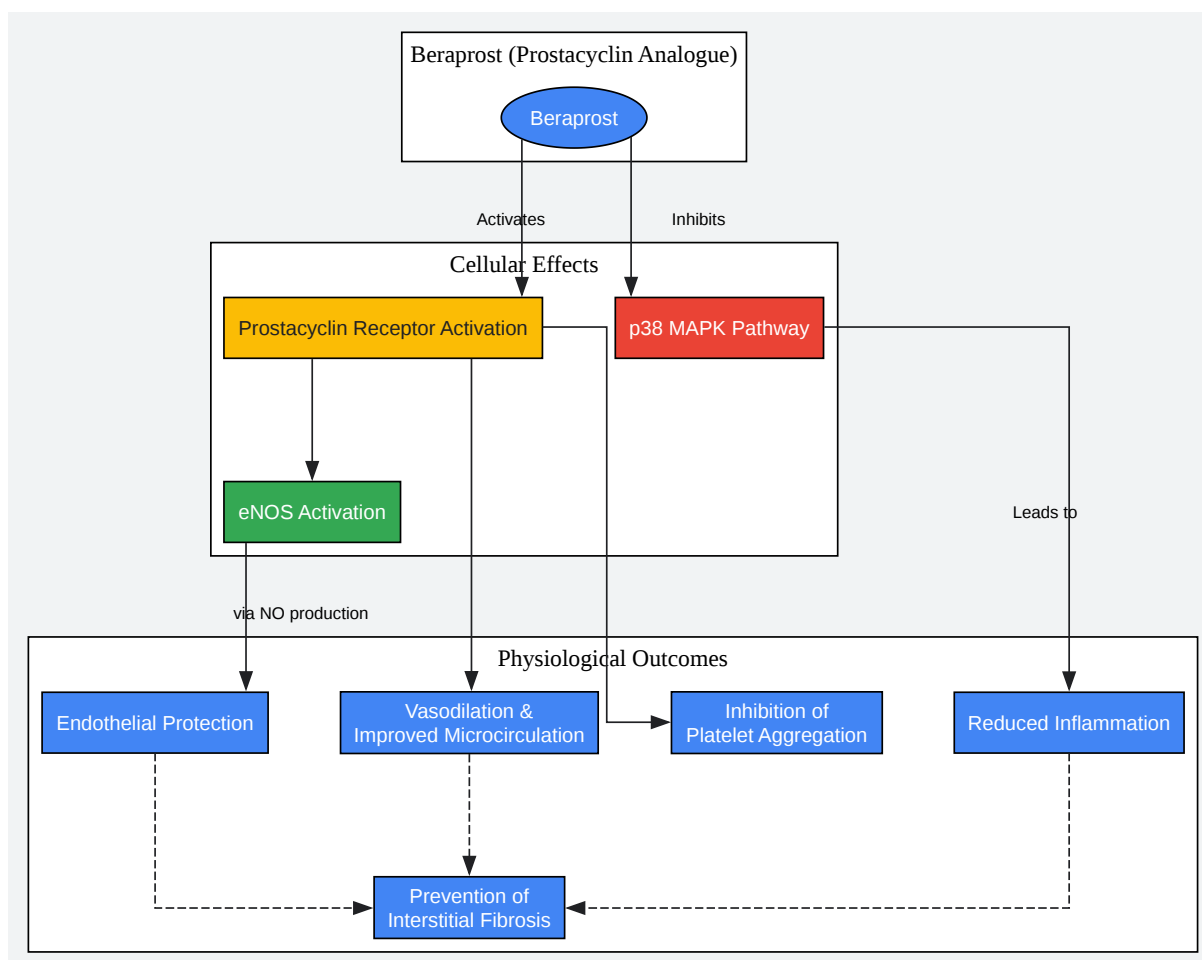 Beraprost (Prostacyclin Analogue)
Beraprost
Activates
Inhibits
Cellular Effects
Prostacyclin Receptor Activation
p38 MAPK Pathway
eNOS Activation
Leads to
via NO production
Physiological Outcomes
Endothelial Protection
Vasodilation &
Improved Microcirculation
Inhibition of
Platelet Aggregation
Reduced Inflammation
Prevention of
Interstitial Fibrosis